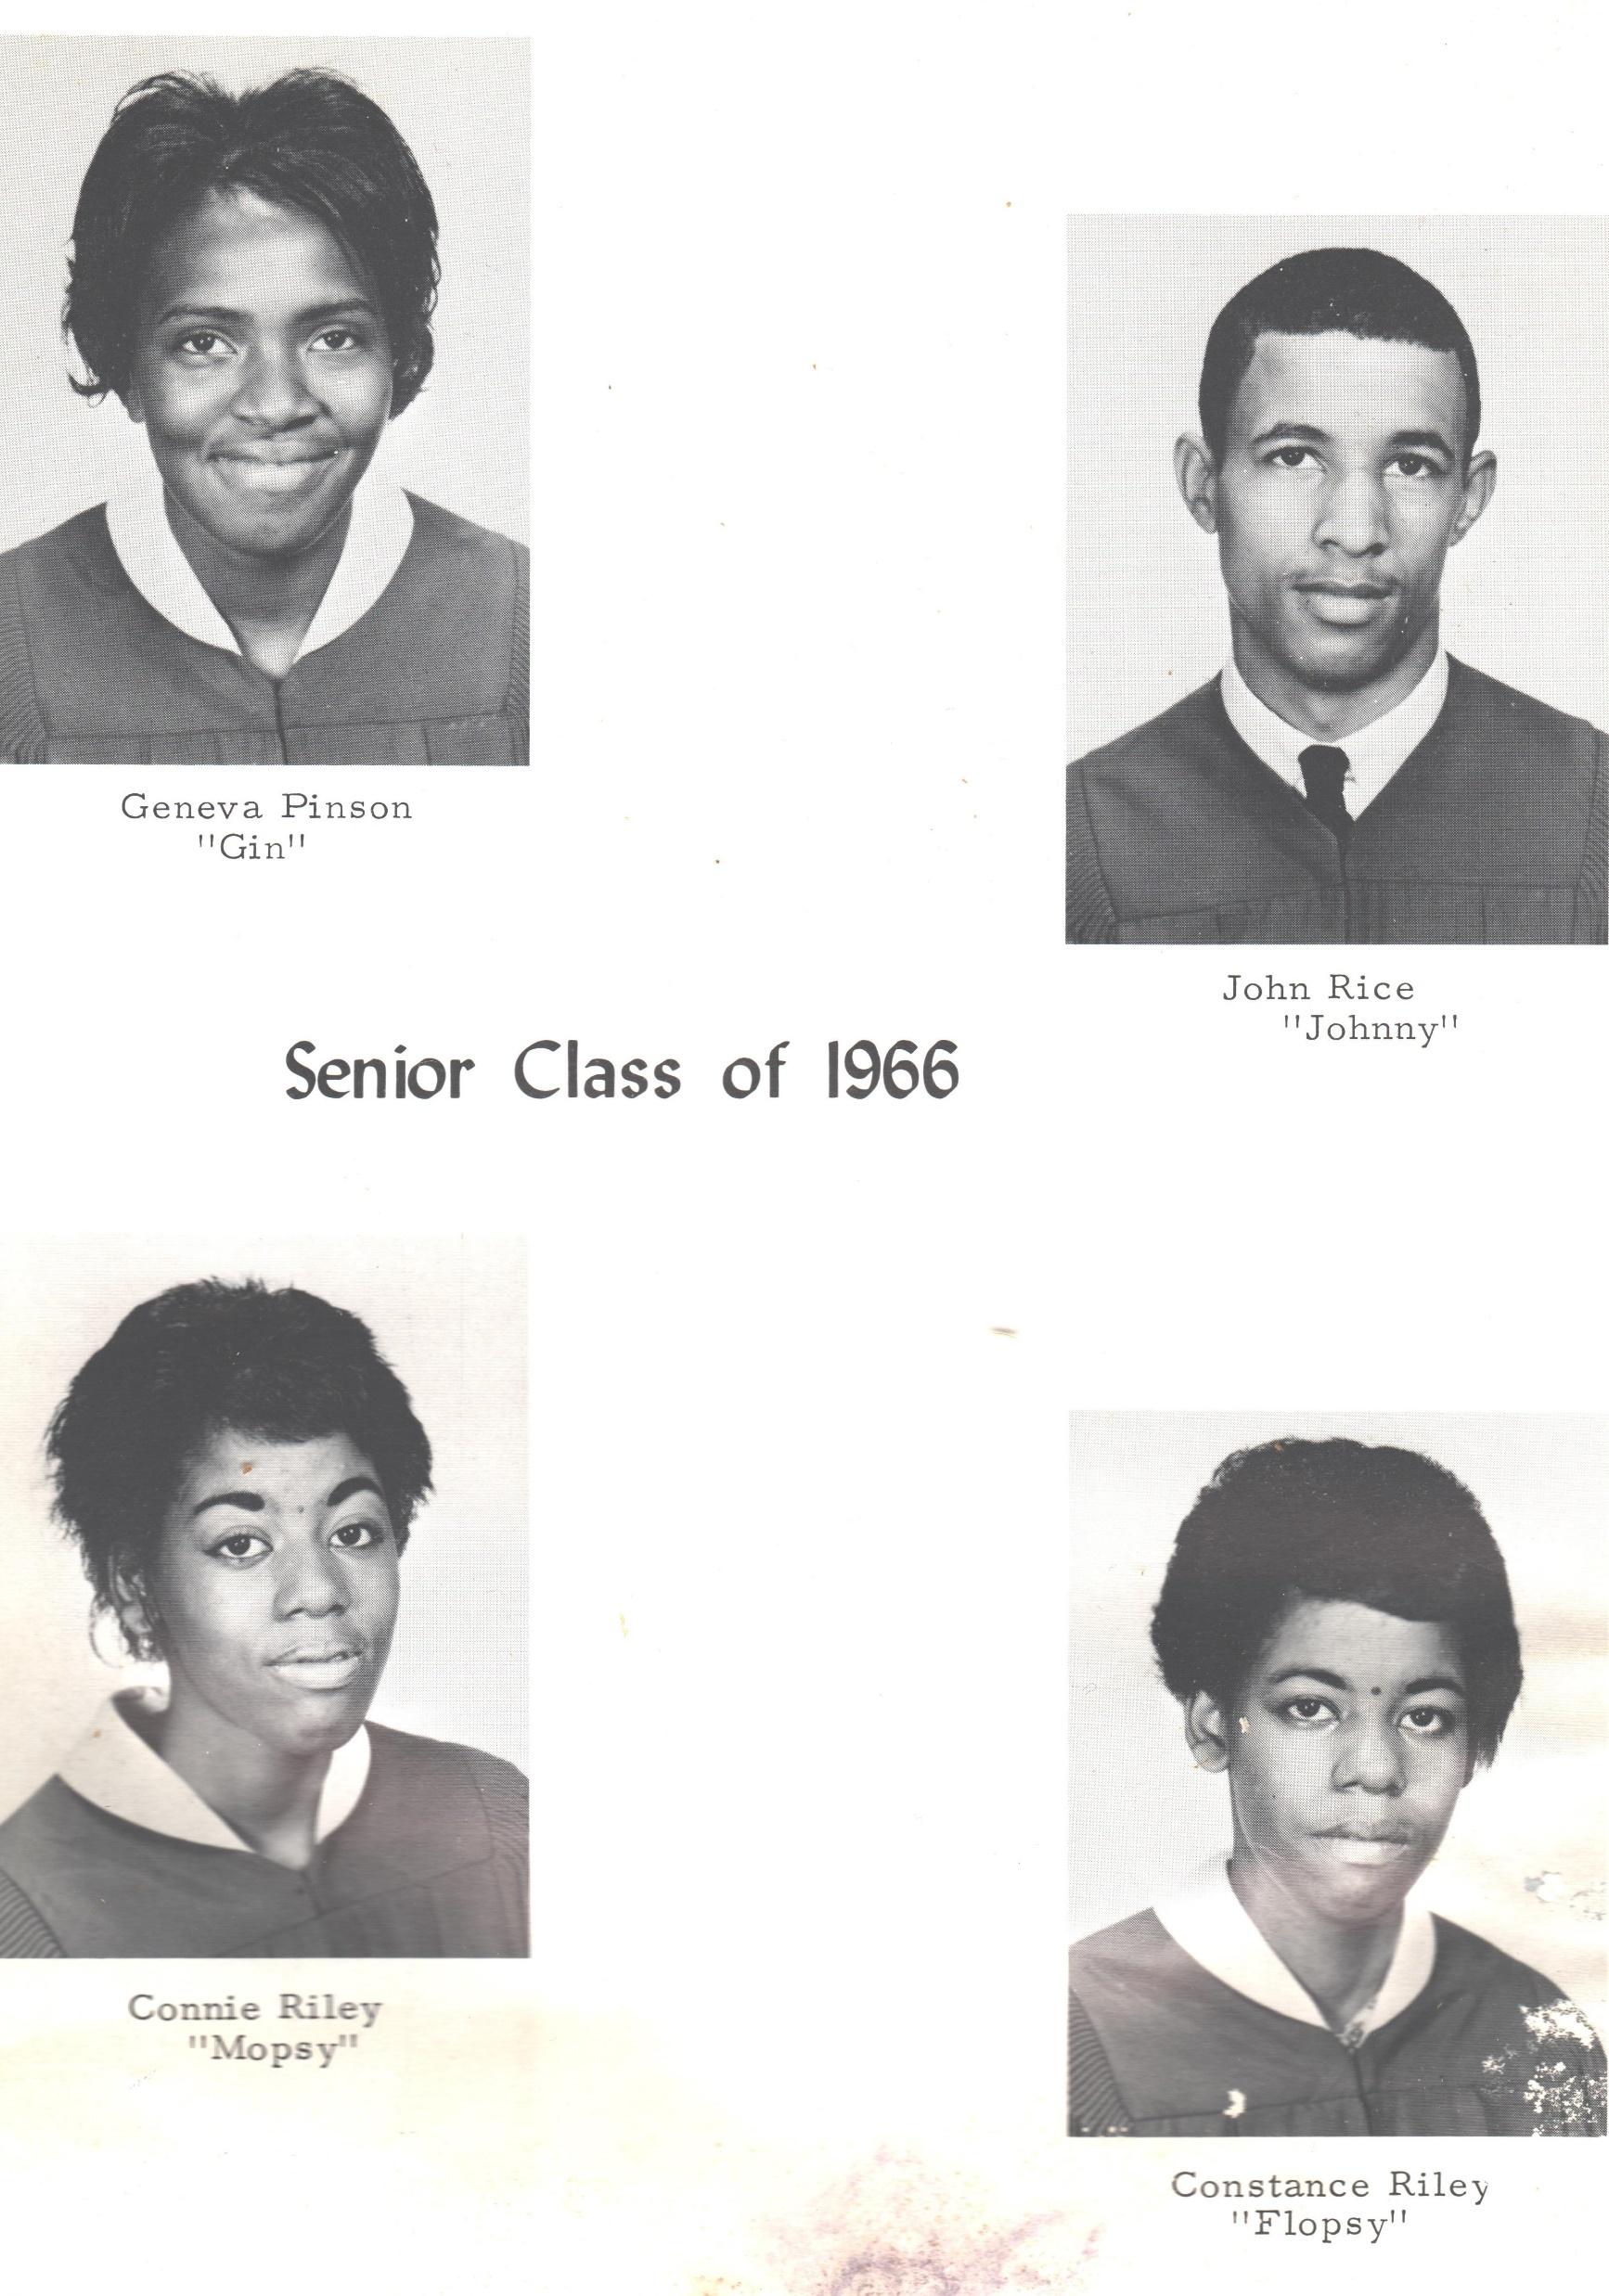 Geneva Pinson
"Gin"
John Rice
"Johnny"
Senior Class of 1966
Connie Riley
"Mopsy"
Constance Riley
"Flopsy"